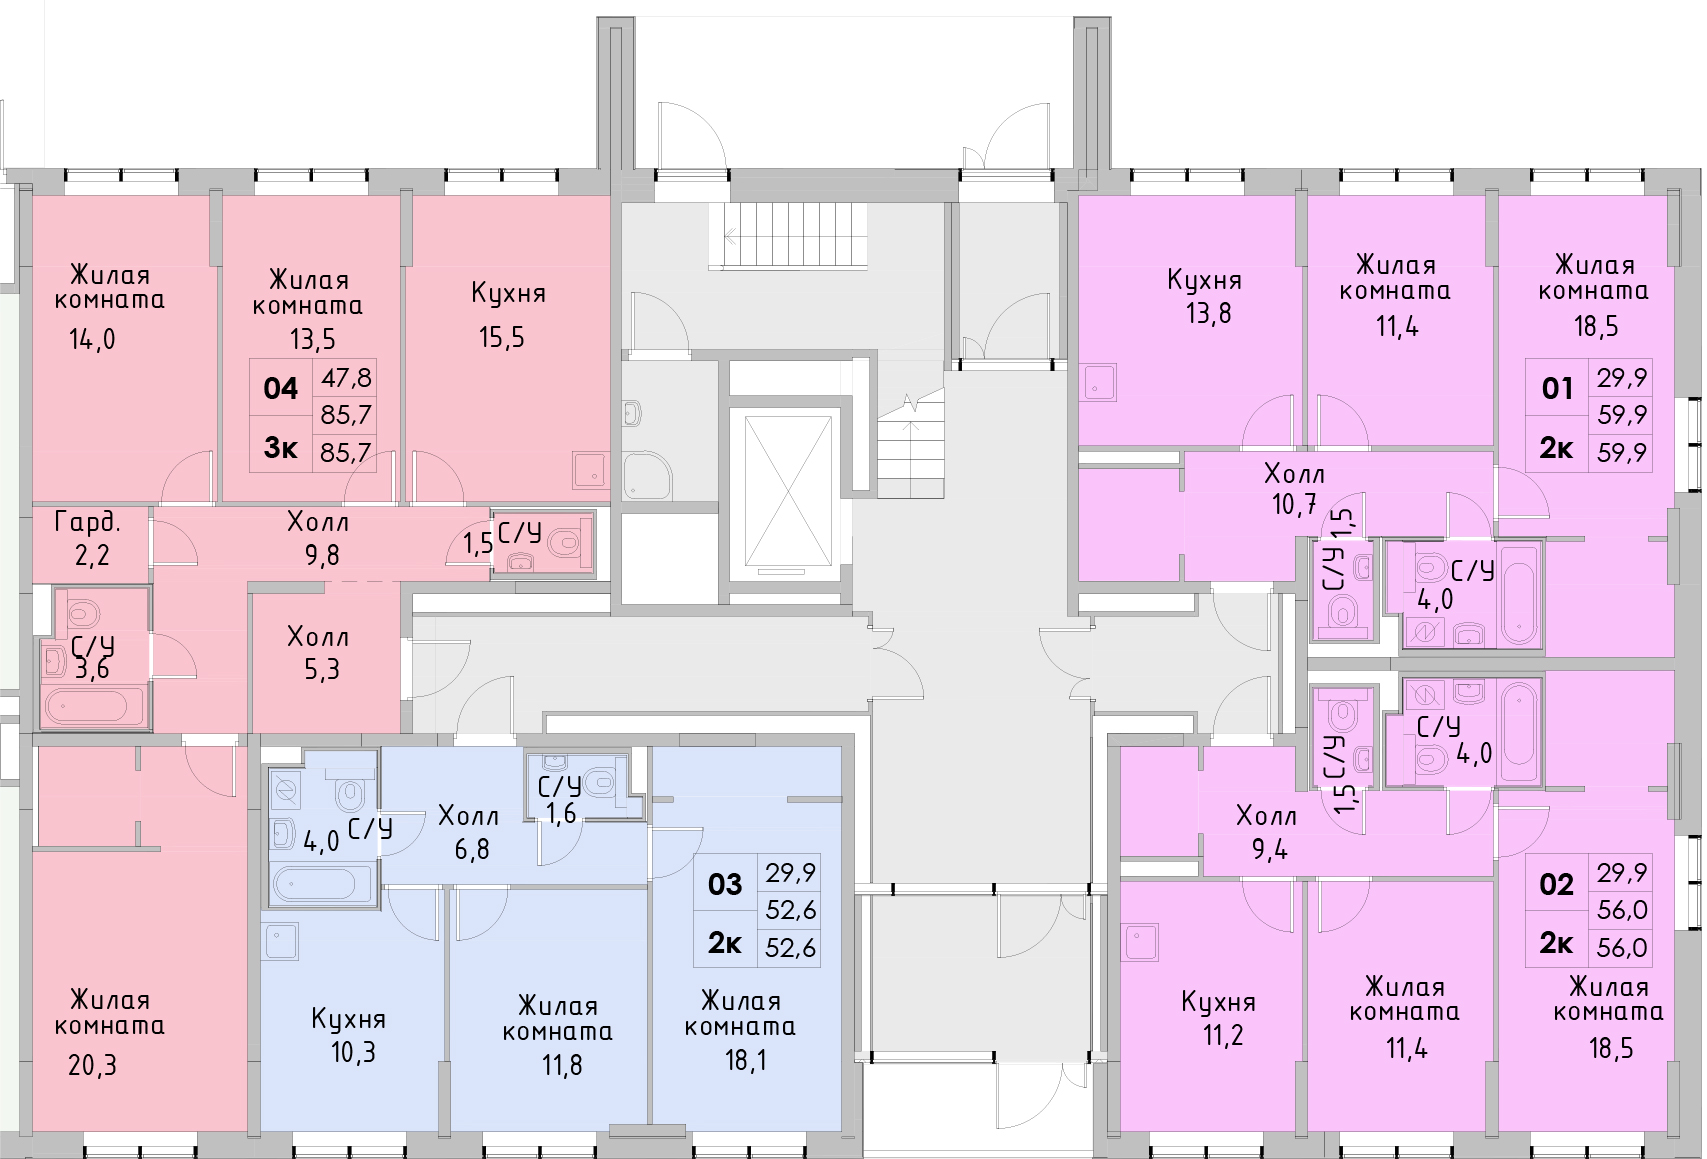 Жилая
комната
14,0
Жилая
комната
13,5
Кухня
15,5
04
3к
47,8
85,7
85,7
Гард.
2,2
Холл
9,8
1,5
С/У
С/У
3,6
Холл
5,3
Жилая
комната
20,3
Кухня
13,8
Жилая
комната
11,4
Жилая
комната
18,5
01
2к
29,9
59,9
59,9
Холл
10,7
С/У
1,5
С/У
4,0
С/У
4,0
С/У
1,5
Холл
9,4
02
2к
29,9
56,0
56,0
Кухня
11,2
Жилая
комната
11,4
Жилая
комната
18,5
4,0
С/У
Холл
6,8
С/У
1,6
03
2к
29,9
52,6
52,6
Кухня
10,3
Жилая
комната
11,8
Жилая
комната
18,1